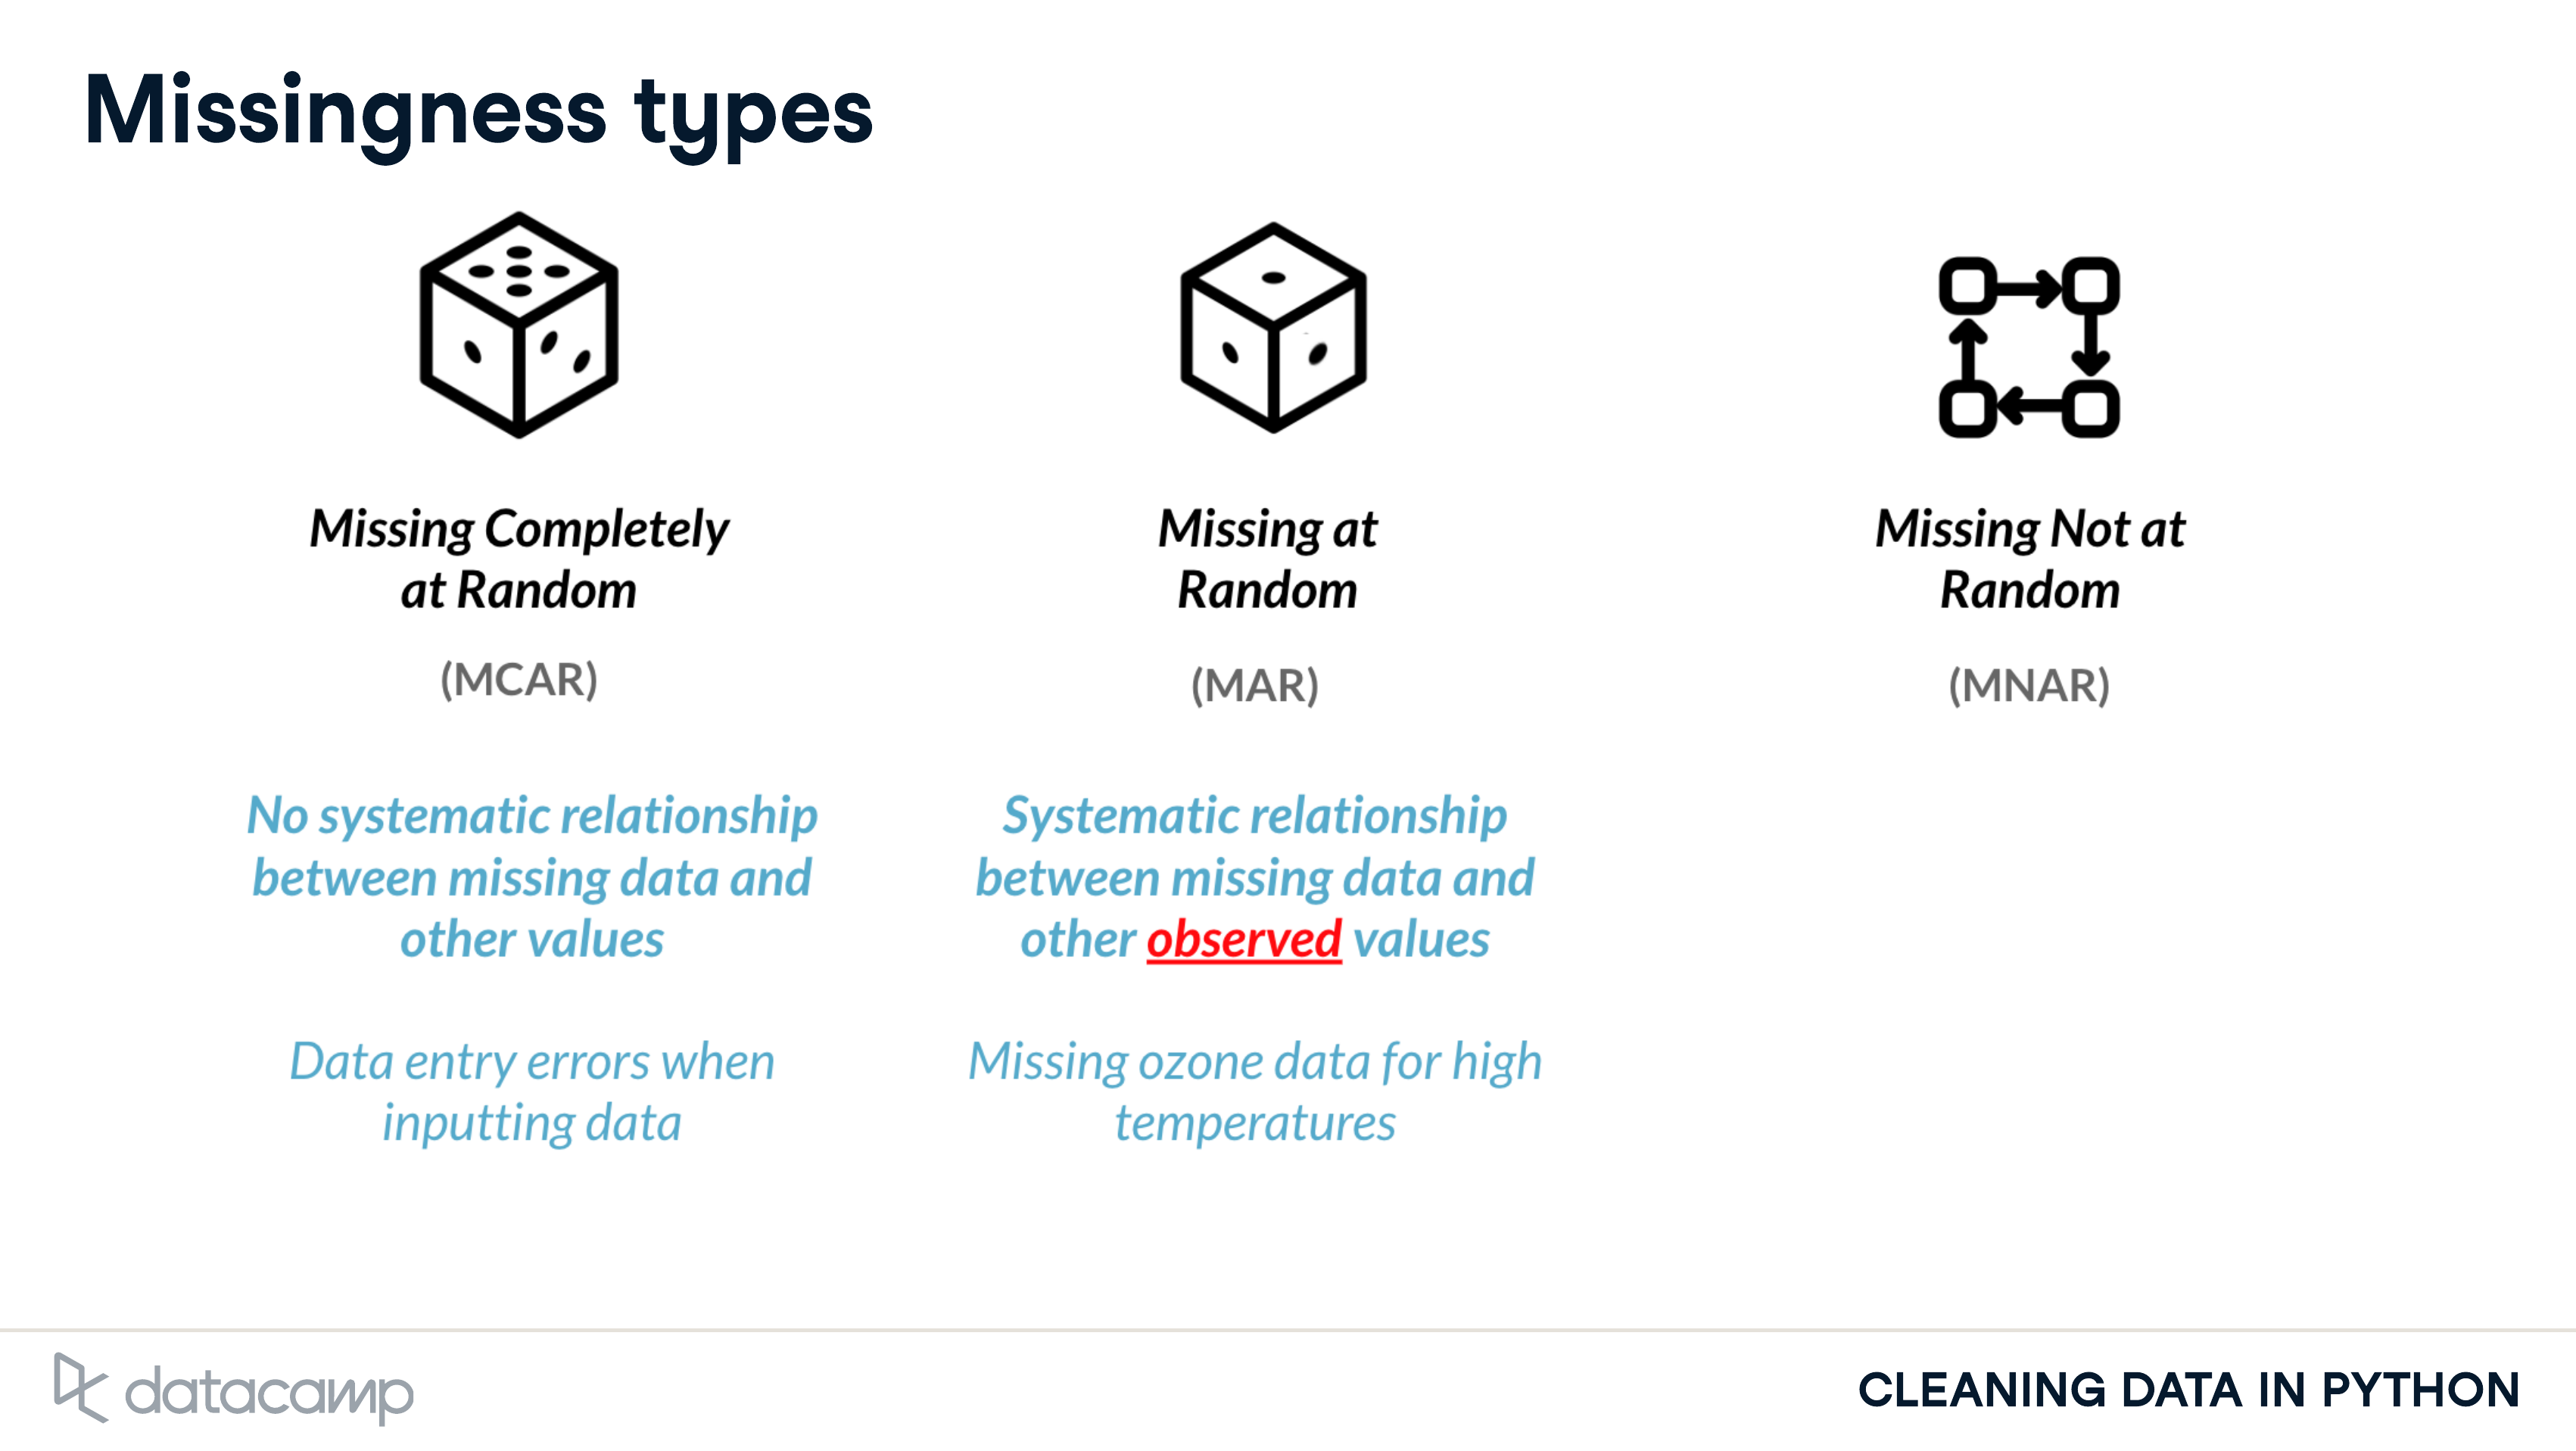 Missingness types
Missing Completely
at Random
(MCAR)
No systematic relationship
between missing data and
other values
Data entry errors when
inputting data
Missing at
Random
(MAR)
Systematic relationship
between missing data and
other observed values
Missing ozone data for high
temperatures
Missing Not at
Random
(MNAR)
datacamp
CLEANING DATA IN PYTHON